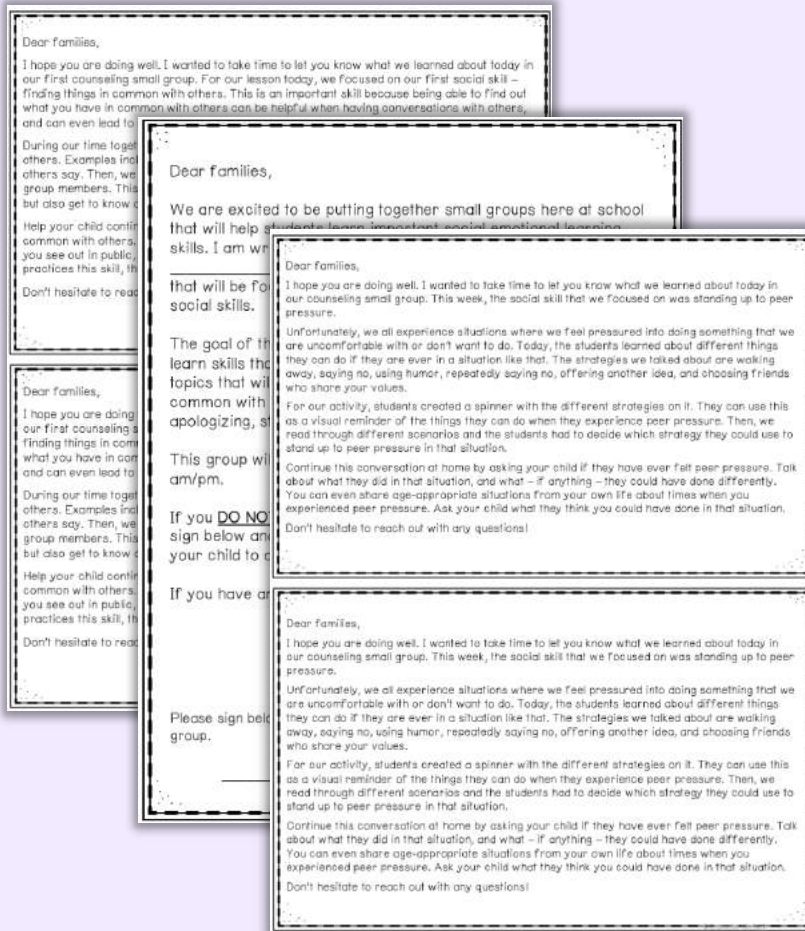 Dear families,
I hope you are doing well. I wanted to take time to let you know what we learned about today in
our first counseling small group. For our lesson today, we focused on our first social skill –
finding things in common with others. This is an important skill because being able to find out
what you have in common with others can be helpful when having conversations with others,
and can even lead to
During our time toget
others. Examples incl
others say. Then, we
group members. This
but also get to know
Help your child contin
common with others.
you see out in public,
practices this skill, th
Don't hesitate to reac
Dear families,
I hope you are doing
our first counseling s
finding things in com
what you have in com
and can even lead to
During our time toget
others. Examples incl
others say. Then, we
group members. This
but also get to know
Help your child contin
common with others.
you see out in public,
practices this skill, th
Don't hesitate to reac
Dear families,
We are excited to be putting together small groups here at school
that will help students learn important social emotional learning
skills. I am wr
that will be fo
social skills.
The goal of th
learn skills tha
topics that wil
common with
apologizing, st
This group wil
am/pm.
If you DO NO
sign below an
your child to
If you have an
Please sign bel
group.
Dear families,
I hope you are doing well. I wanted to take time to let you know what we learned about today in
our counseling small group. This week, the social skill that we focused on was standing up to peer
pressure.
Unfortunately, we all experience situations where we feel pressured into doing something that we
are uncomfortable with or don't want to do. Today, the students learned about different things
they can do if they are ever in a situation like that. The strategies we talked about are walking
away, saying no, using humor, repeatedly saying no, offering another idea, and choosing friends
who share your values.
For our activity, students created a spinner with the different strategies on it. They can use this
as a visual reminder of the things they can do when they experience peer pressure. Then, we
read through different scenarios and the students had to decide which strategy they could use to
stand up to peer pressure in that situation.
Continue this conversation at home by asking your child if they have ever felt peer pressure. Talk
about what they did in that situation, and what – if anything – they could have done differently.
You can even share age-appropriate situations from your own life about times when you
experienced peer pressure. Ask your child what they think you could have done in that situation.
Don't hesitate to reach out with any questions!
Dear families,
I hope you are doing well. I wanted to take time to let you know what we learned about today in
our counseling small group. This week, the social skill that we focused on was standing up to peer
pressure.
Unfortunately, we all experience situations where we feel pressured into doing something that we
are uncomfortable with or don't want to do. Today, the students learned about different things
they can do if they are ever in a situation like that. The strategies we talked about are walking
away, saying no, using humor, repeatedly saying no, offering another idea, and choosing friends
who share your values.
For our activity, students created a spinner with the different strategies on it. They can use this
as a visual reminder of the things they can do when they experience peer pressure. Then, we
read through different scenarios and the students had to decide which strategy they could use to
stand up to peer pressure in that situation.
Continue this conversation at home by asking your child if they have ever felt peer pressure. Talk
about what they did in that situation, and what – if anything – they could have done differently.
You can even share age-appropriate situations from your own life about times when you
experienced peer pressure. Ask your child what they think you could have done in that situation.
Don't hesitate to reach out with any questions!